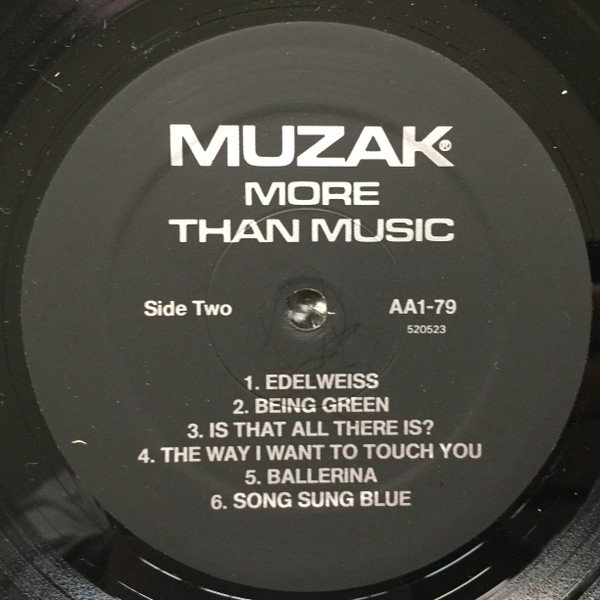 MUZAK®
MORE
THAN MUSIC
Side Two
AA1-79
520523
1. EDELWEISS
2. BEING GREEN
3. IS THAT ALL THERE IS?
4. THE WAY I WANT TO TOUCH YOU
5. BALLERINA
6. SONG SUNG BLUE